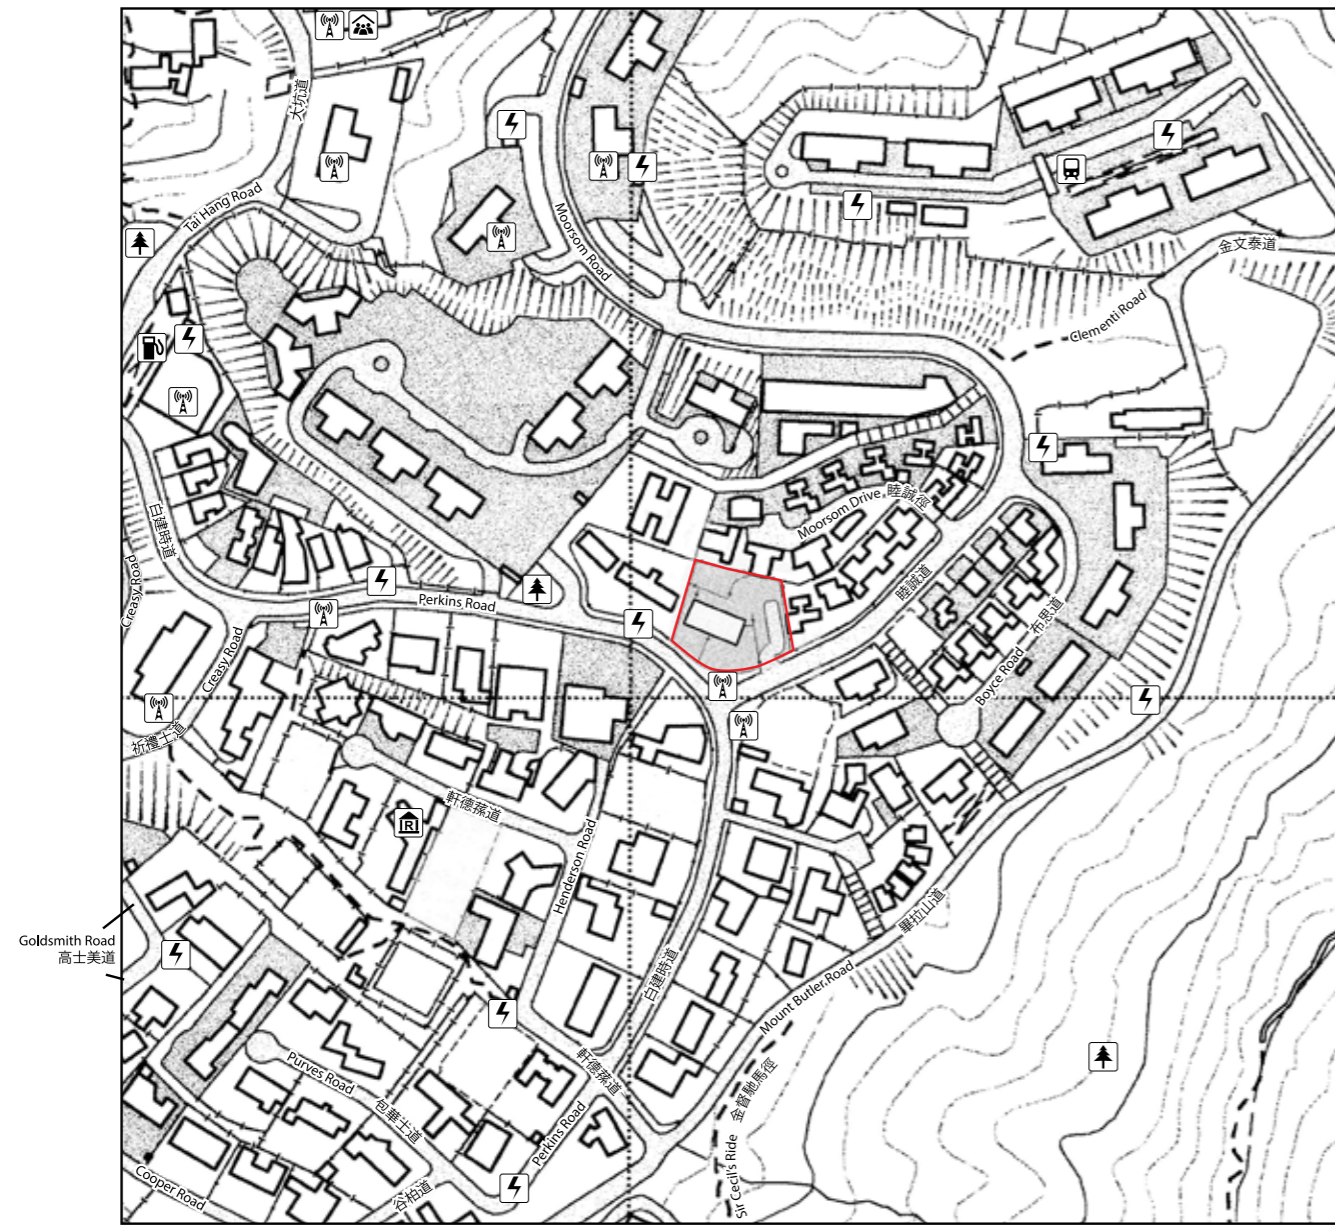 大坑道
Tai Hang Road
Moorsom Road
金文泰道
Clementi Road
白建時道
Creasy Road
Moorsom Drive 睦誠徑
睦誠道
Perkins Road
Creasy Road
布思道
Boyce Road
祈禮士道
軒德蓀道
Henderson Road
Goldsmith Road
高士美道
畢拉山道
白建時道
Mount Butler Road
Purves Road
包華士道
軒德蓀道
Perkins Road
金督馳馬徑
Sir Cecil's Ride
Cooper Road
谷柏道